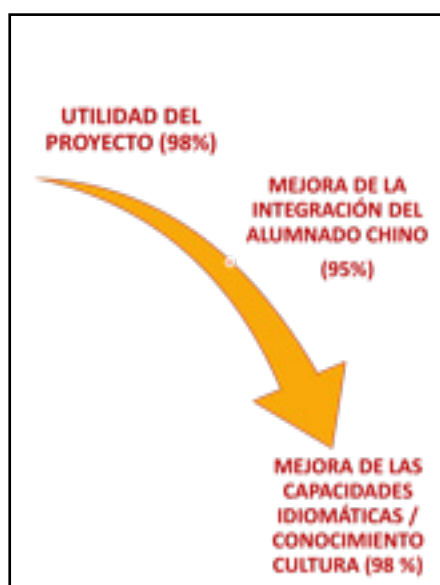 UTILIDAD DEL
PROYECTO (98%)
MEJORA DE LA
INTEGRACIÓN DEL
ALUMNADO CHINO
(95%)
MEJORA DE LAS
CAPACIDADES
IDIOMÁTICAS /
CONOCIMIENTO
CULTURA (98 %)